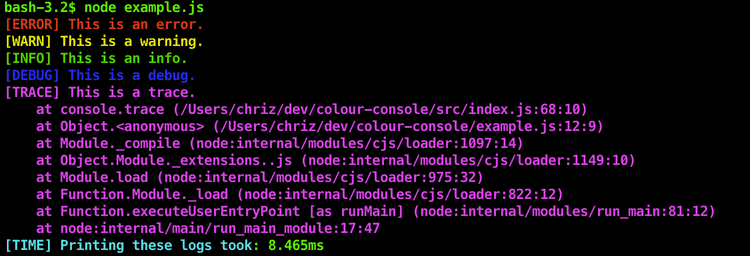 bash-3.2$ node example.js
[ERROR] This is an error.
[WARN] This is a warning.
[INFO] This is an info.
[DEBUG] This is a debug.
[TRACE] This is a trace.
    at console.trace (/Users/chriz/dev/colour-console/src/index.js:68:10)
    at Object.<anonymous> (/Users/chriz/dev/colour-console/example.js:12:9)
    at Module._compile (node:internal/modules/cjs/loader:1097:14)
    at Object.Module._extensions..js (node:internal/modules/cjs/loader:1149:10)
    at Module.load (node:internal/modules/cjs/loader:975:32)
    at Function.Module._load (node:internal/modules/cjs/loader:822:12)
    at Function.executeUserEntryPoint [as runMain] (node:internal/modules/run_main:81:12)
    at node:internal/main/run_main_module:17:47
[TIME] Printing these logs took: 8.465ms